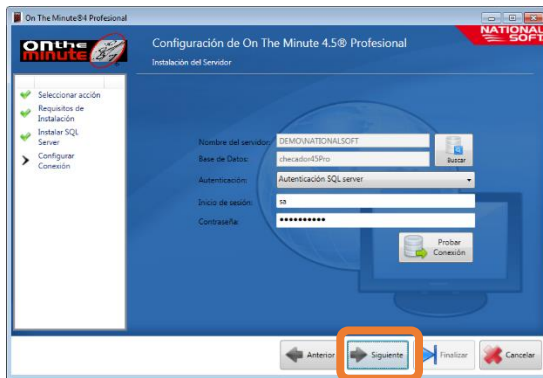 On The Minute®4 Profesional
On the minute
Configuración de On The Minute 4.5® Profesional
Instalación del Servidor
NATIONAL SOFT
Seleccionar acción
Requisitos de
Instalación
Instalar SQL
Server
Configurar
Conexión
Nombre del servidor: DEMO\NATIONALSOFT
Base de Datos: checador45Pro
Buscar
Autenticación: Autenticación SQL server
Inicio de sesión: sa
Contraseña: ••••••••••
Probar
Conexión
Anterior
Siguiente
Finalizar
Cancelar